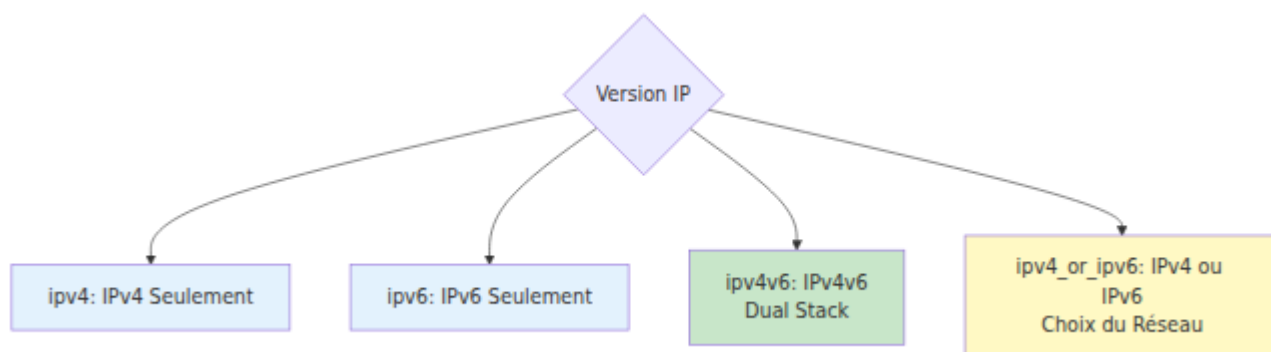 Version IP
ipv4: IPv4 Seulement
ipv6: IPv6 Seulement
ipv4v6: IPv4v6
Dual Stack
ipv4_or_ipv6: IPv4 ou
IPv6
Choix du Réseau